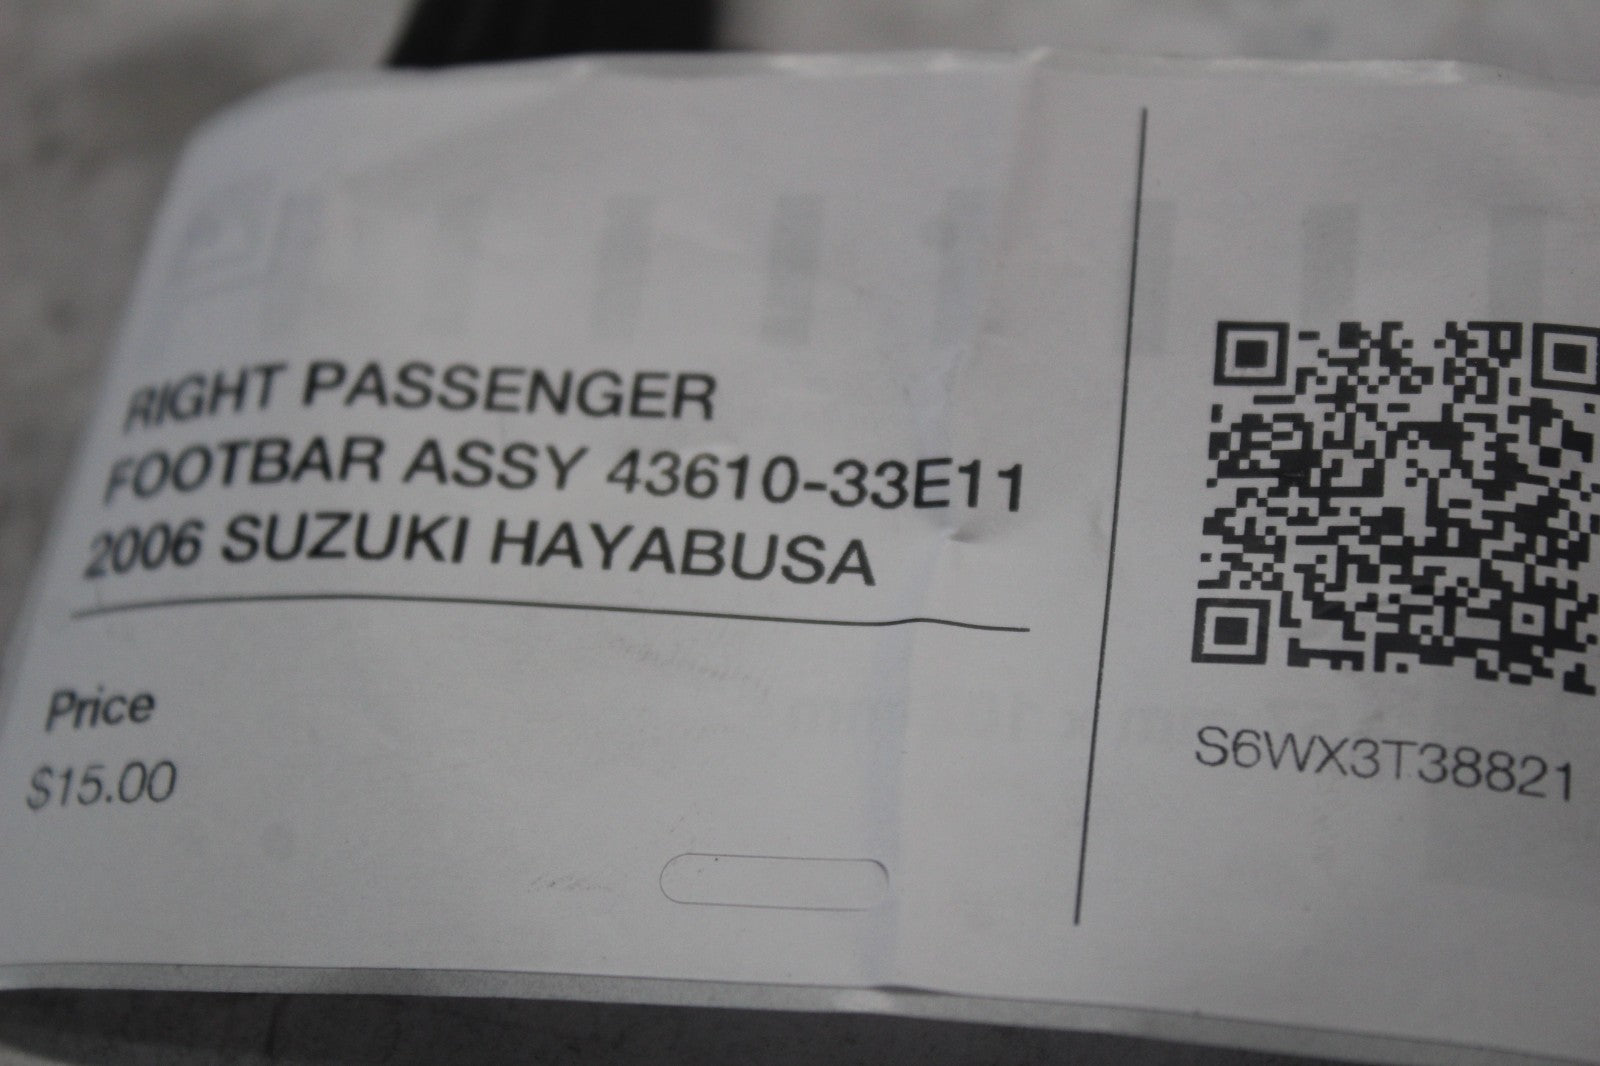 RIGHT PASSENGER
FOOTBAR ASSY 43610-33E11
2006 SUZUKI HAYABUSA
Price
$15.00
S6WX3T38821